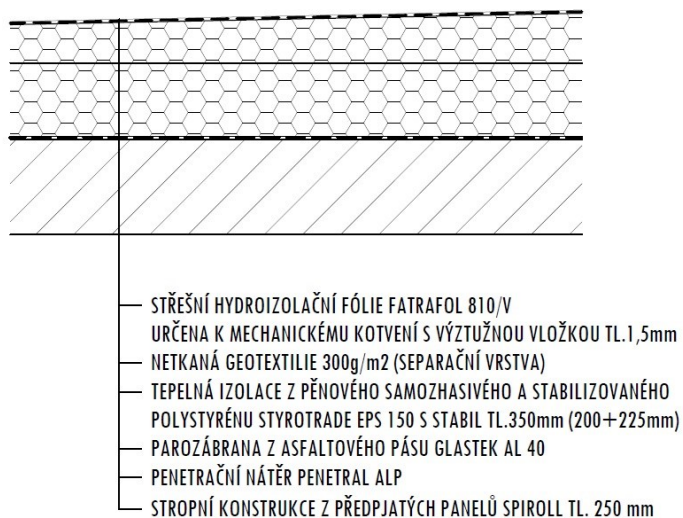 STŘEŠNÍ HYDROIZOLAČNÍ FÓLIE FATRAFOL 810/V
URČENA K MECHANICKÉMU KOTVENÍ S VÝZTUŽNOU VLOŽKOU TL.1,5mm
NETKANÁ GEOTEXTILIE 300g/m2 (SEPARAČNÍ VRSTVA)
TEPELNÁ IZOLACE Z PĚNOVÉHO SAMOZHASIVÉHO A STABILIZOVANÉHO
POLYSTYRÉNU STYROTRADE EPS 150 S STABIL TL.350mm (200+225mm)
PAROZÁBRANA Z ASFALTOVÉHO PÁSU GLASTEK AL 40
PENETRAČNÍ NÁTĚR PENETRAL ALP
STROPNÍ KONSTRUKCE Z PŘEDPJATÝCH PANELŮ SPIROLL TL. 250 mm